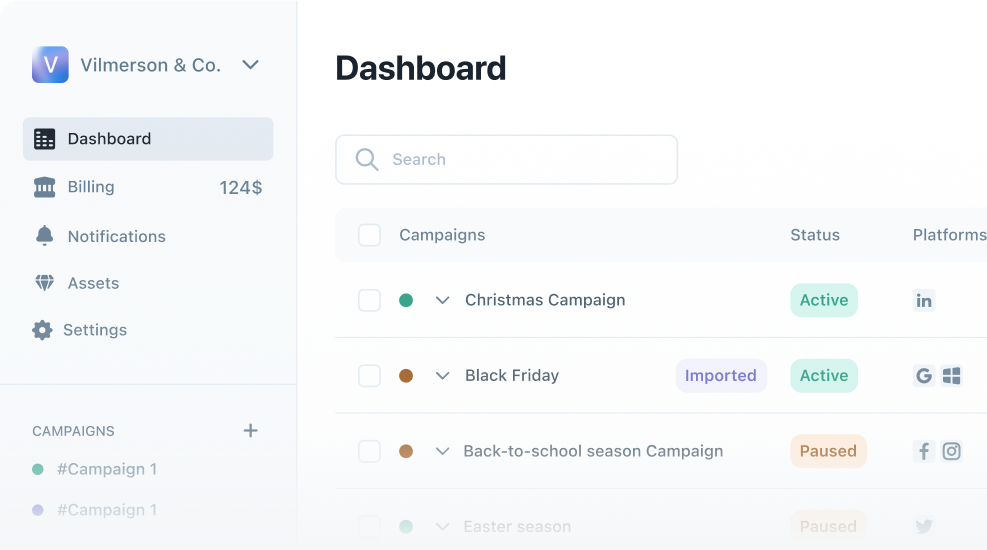 V Vilmerson & Co.
Dashboard
Billing 124$
Notifications
Assets
Settings
CAMPAIGNS +
#Campaign 1
#Campaign 1
Dashboard
Search
Campaigns Status Platforms
Christmas Campaign Active in
Black Friday Imported Active G
Back-to-school season Campaign Paused f
Easter season Paused